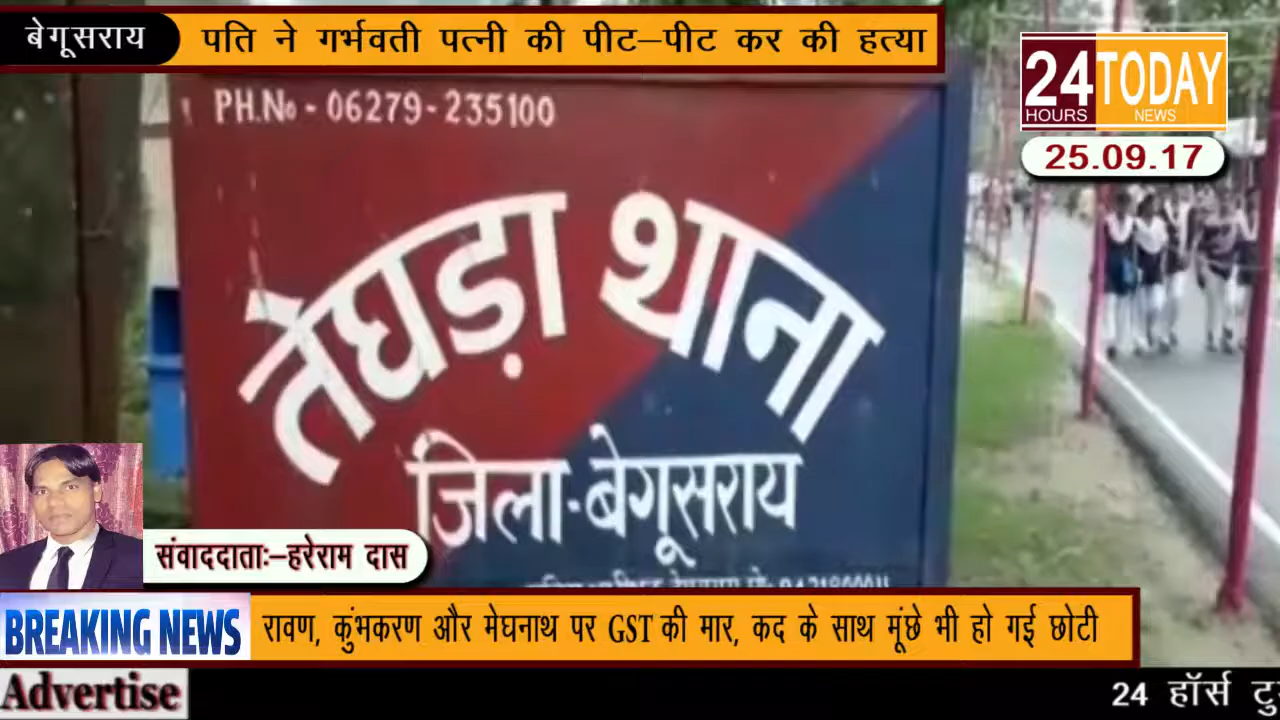 बेगूसराय
पति ने गर्भवती पत्नी की पीट–पीट कर की हत्या
24 TODAY
HOURS NEWS
25.09.17
PH.No - 06279-235100
तेघड़ा थाना
जिला-बेगूसराय
संवाददाताः–हरेराम दास
BREAKING NEWS
रावण, कुंभकरण और मेघनाथ पर GST की मार, कद के साथ मूंछे भी हो गई छोटी
Advertise
24 हॉर्स